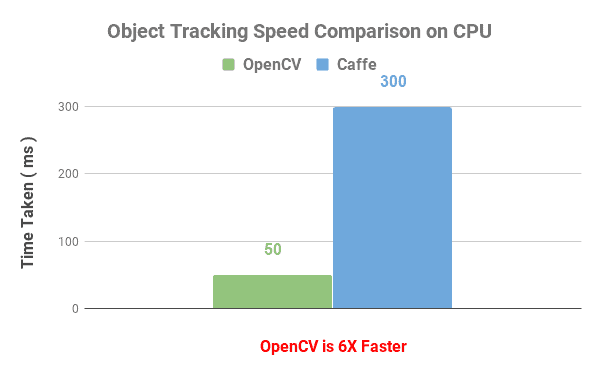 Object Tracking Speed Comparison on CPU
OpenCV Caffe
300
300
200
100
0
50
Time Taken ( ms )
OpenCV is 6X Faster